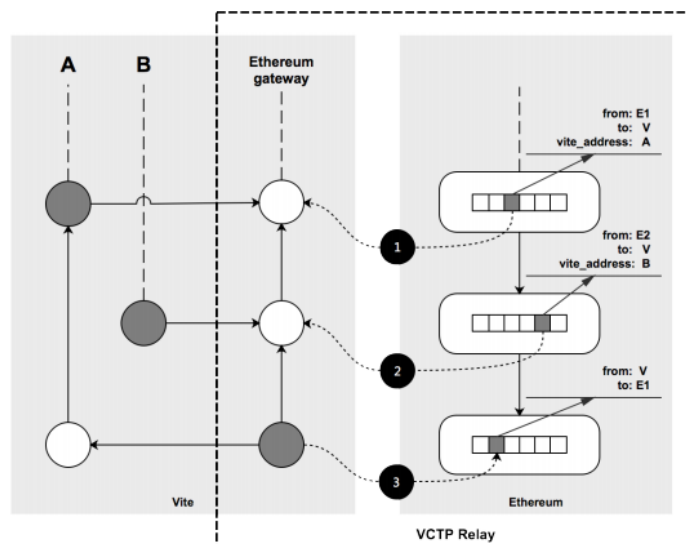 A
B
Ethereum
gateway
from: E1
to: V
vite_address: A
1
from: E2
to: V
vite_address: B
2
from: V
to: E1
3
Vite
Ethereum
VCTP Relay